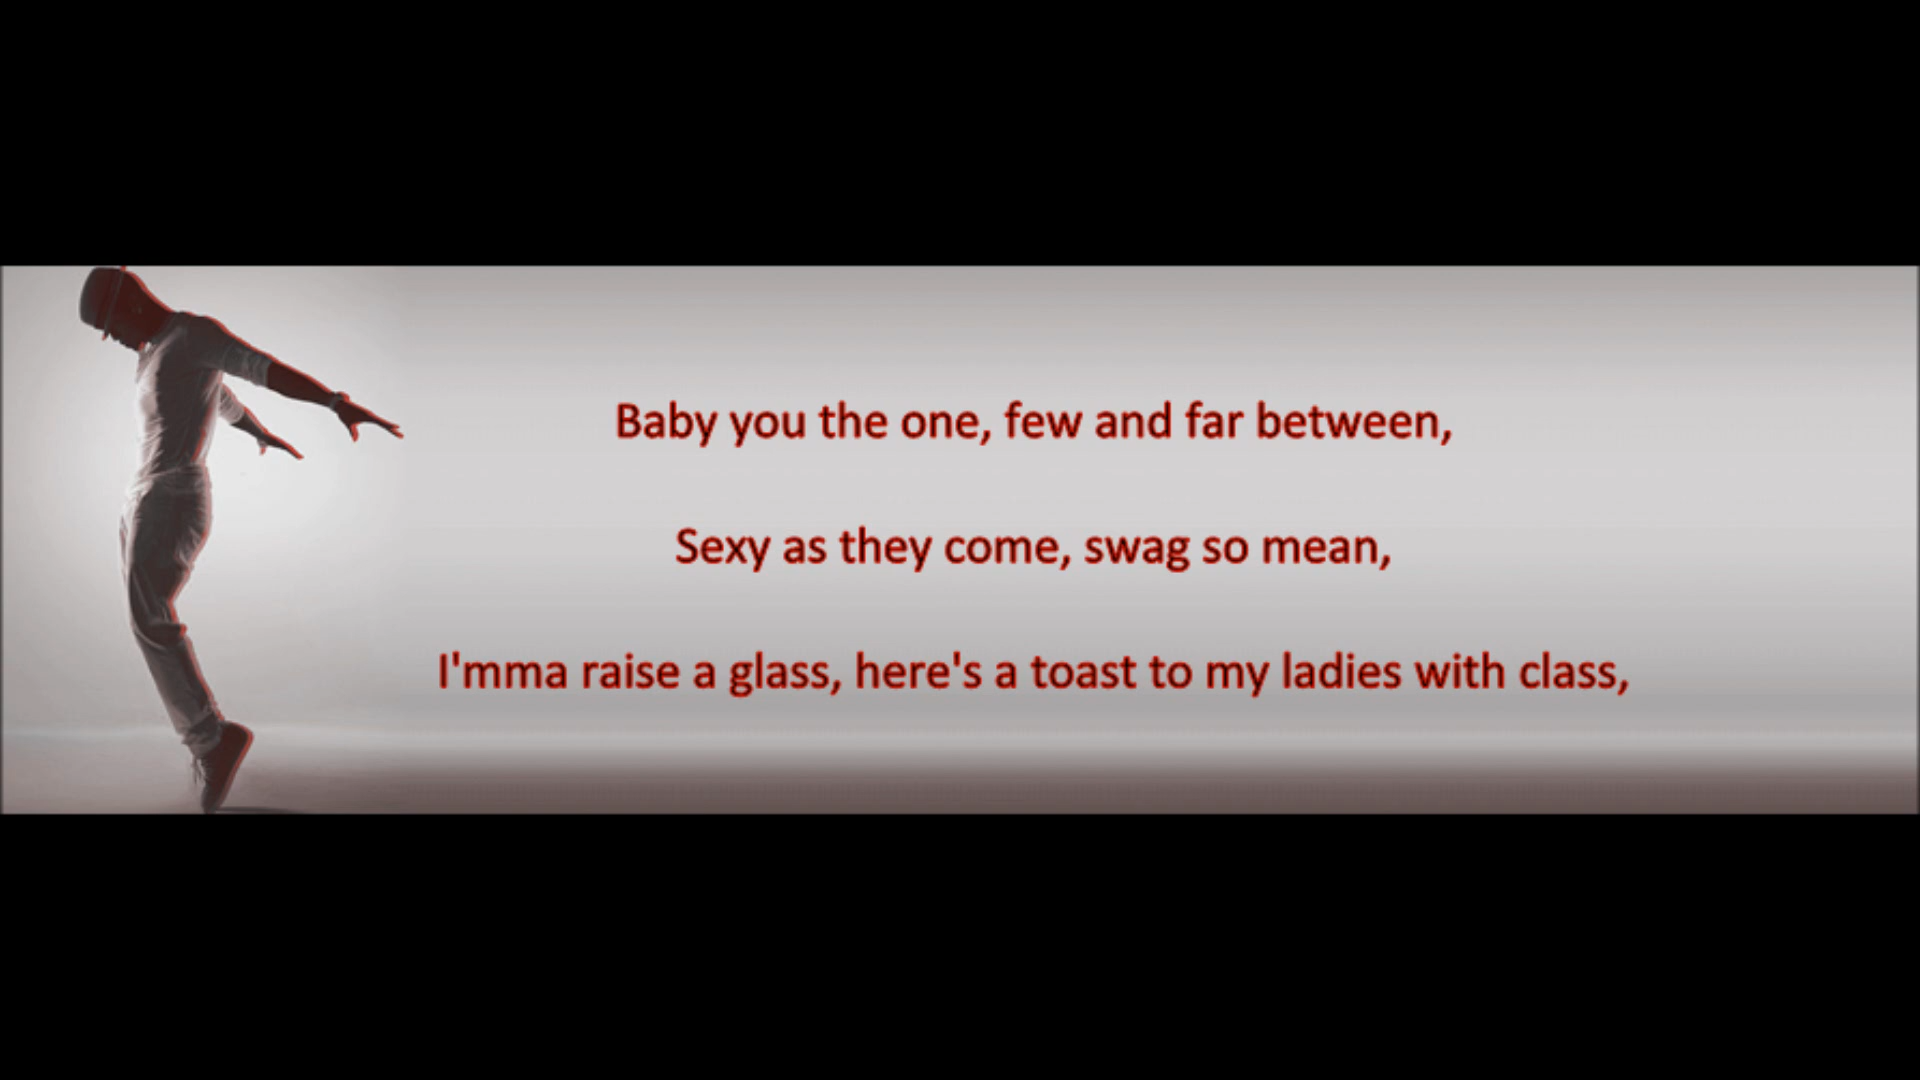 Baby you the one, few and far between,
Sexy as they come, swag so mean,
I'mma raise a glass, here's a toast to my ladies with class,